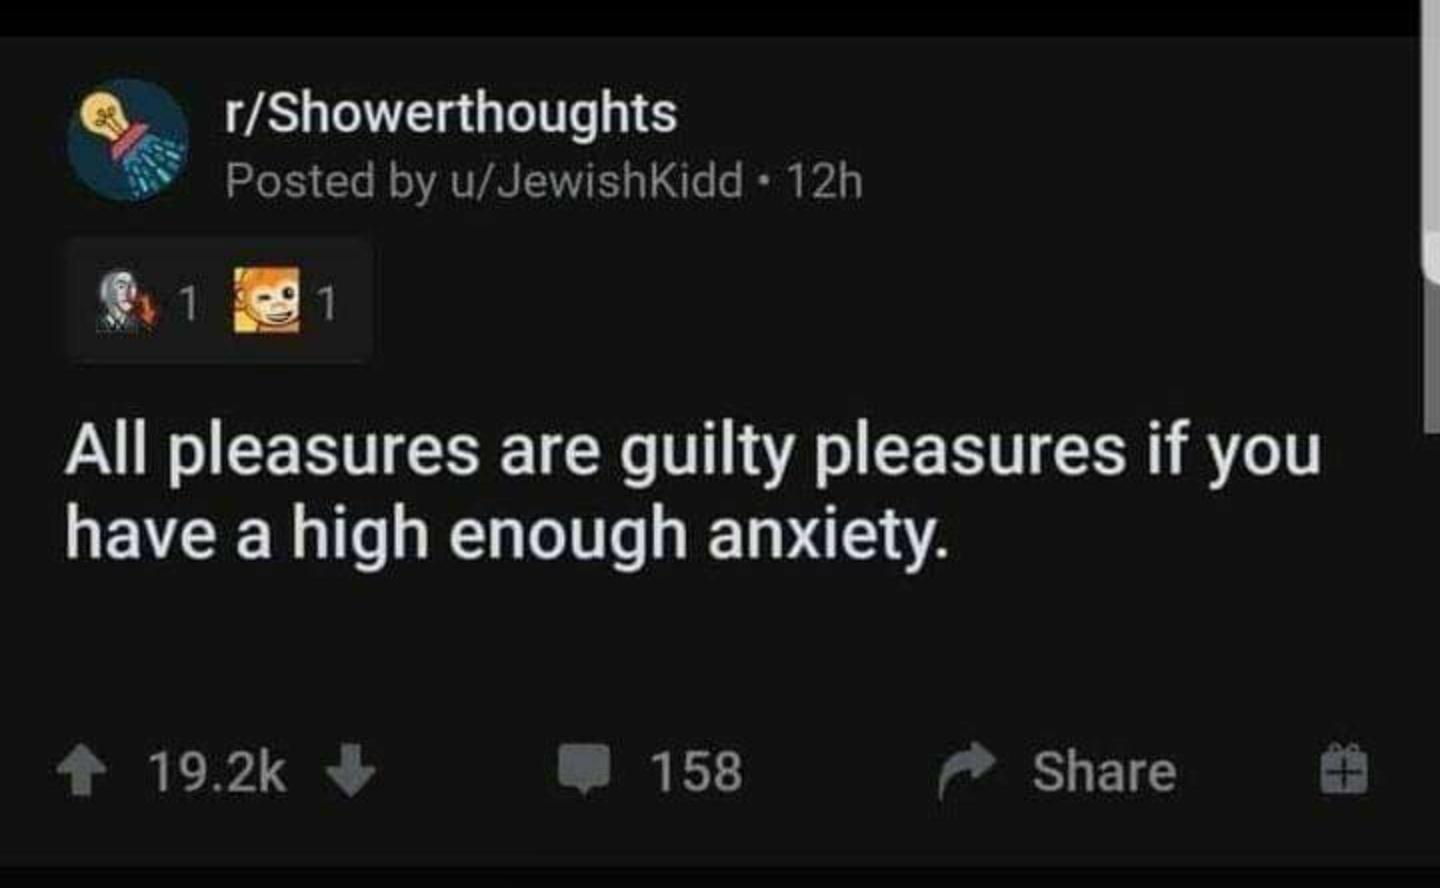 r/Showerthoughts
Posted by u/JewishKidd • 12h
1 1
All pleasures are guilty pleasures if you
have a high enough anxiety.
19.2k 158 Share